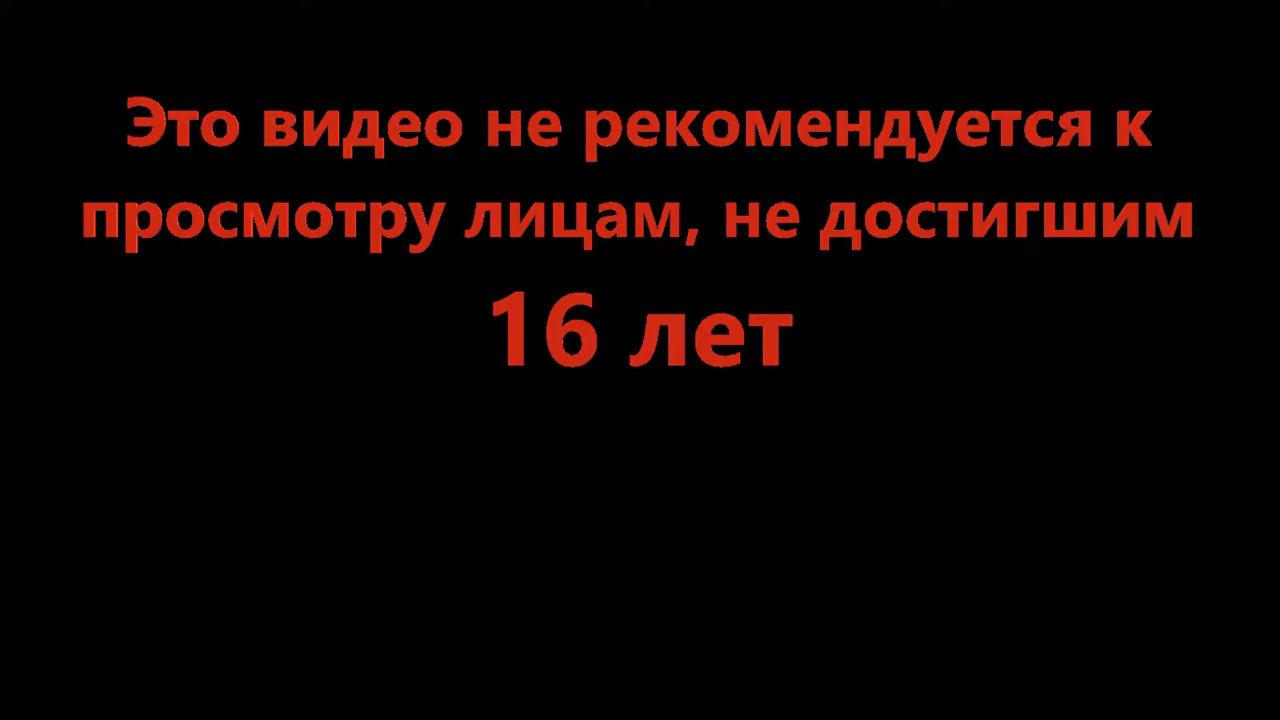 Это видео не рекомендуется к
просмотру лицам, не достигшим
16 лет